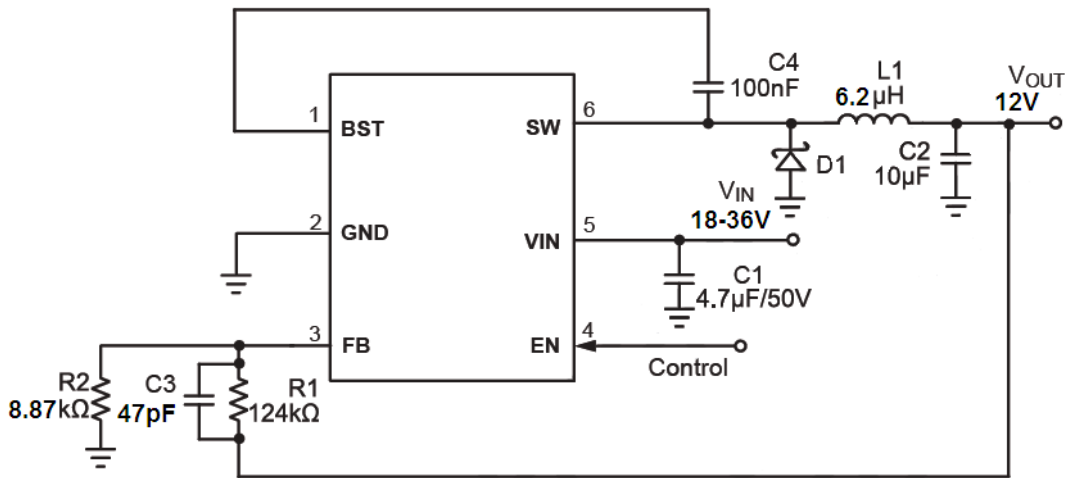 C4
100nF
L1
6.2μH
VOUT
12V
1
BST
SW
6
C2
10μF
D1
VIN
18-36V
2
GND
VIN
5
C1
4.7μF/50V
3
FB
EN
4
Control
R2
8.87kΩ
C3
47pF
R1
124kΩ